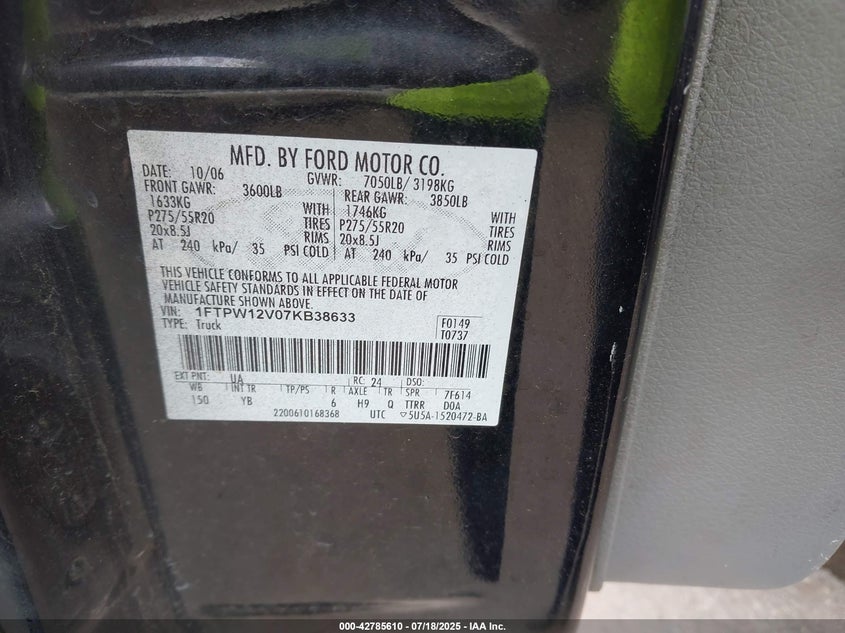 MFD. BY FORD MOTOR CO.
DATE: 10/06 GVWR: 7050LB/ 3198KG
FRONT GAWR: 3600LB REAR GAWR: 3850LB
1633KG WITH 1746KG WITH
P275/55R20 TIRES P275/55R20 TIRES
20x8.5J RIMS 20x8.5J RIMS
AT 240 kPa/ 35 PSI COLD AT 240 kPa/ 35 PSI COLD
THIS VEHICLE CONFORMS TO ALL APPLICABLE FEDERAL MOTOR
VEHICLE SAFETY STANDARDS IN EFFECT ON THE DATE OF
MANUFACTURE SHOWN ABOVE.
VIN: 1FTPW12V07KB38633
TYPE: Truck F0149
T0737
EXT PNT: UA RC: 24 DSO:
WB INT TR TP/PS R AXLE TR SPR 7F614
150 YB 6 H9 Q TTRR DOA
2200610168368 UTC ▽5U5A-1520472-BA
000-42785610 - 07/18/2025 - IAA Inc.